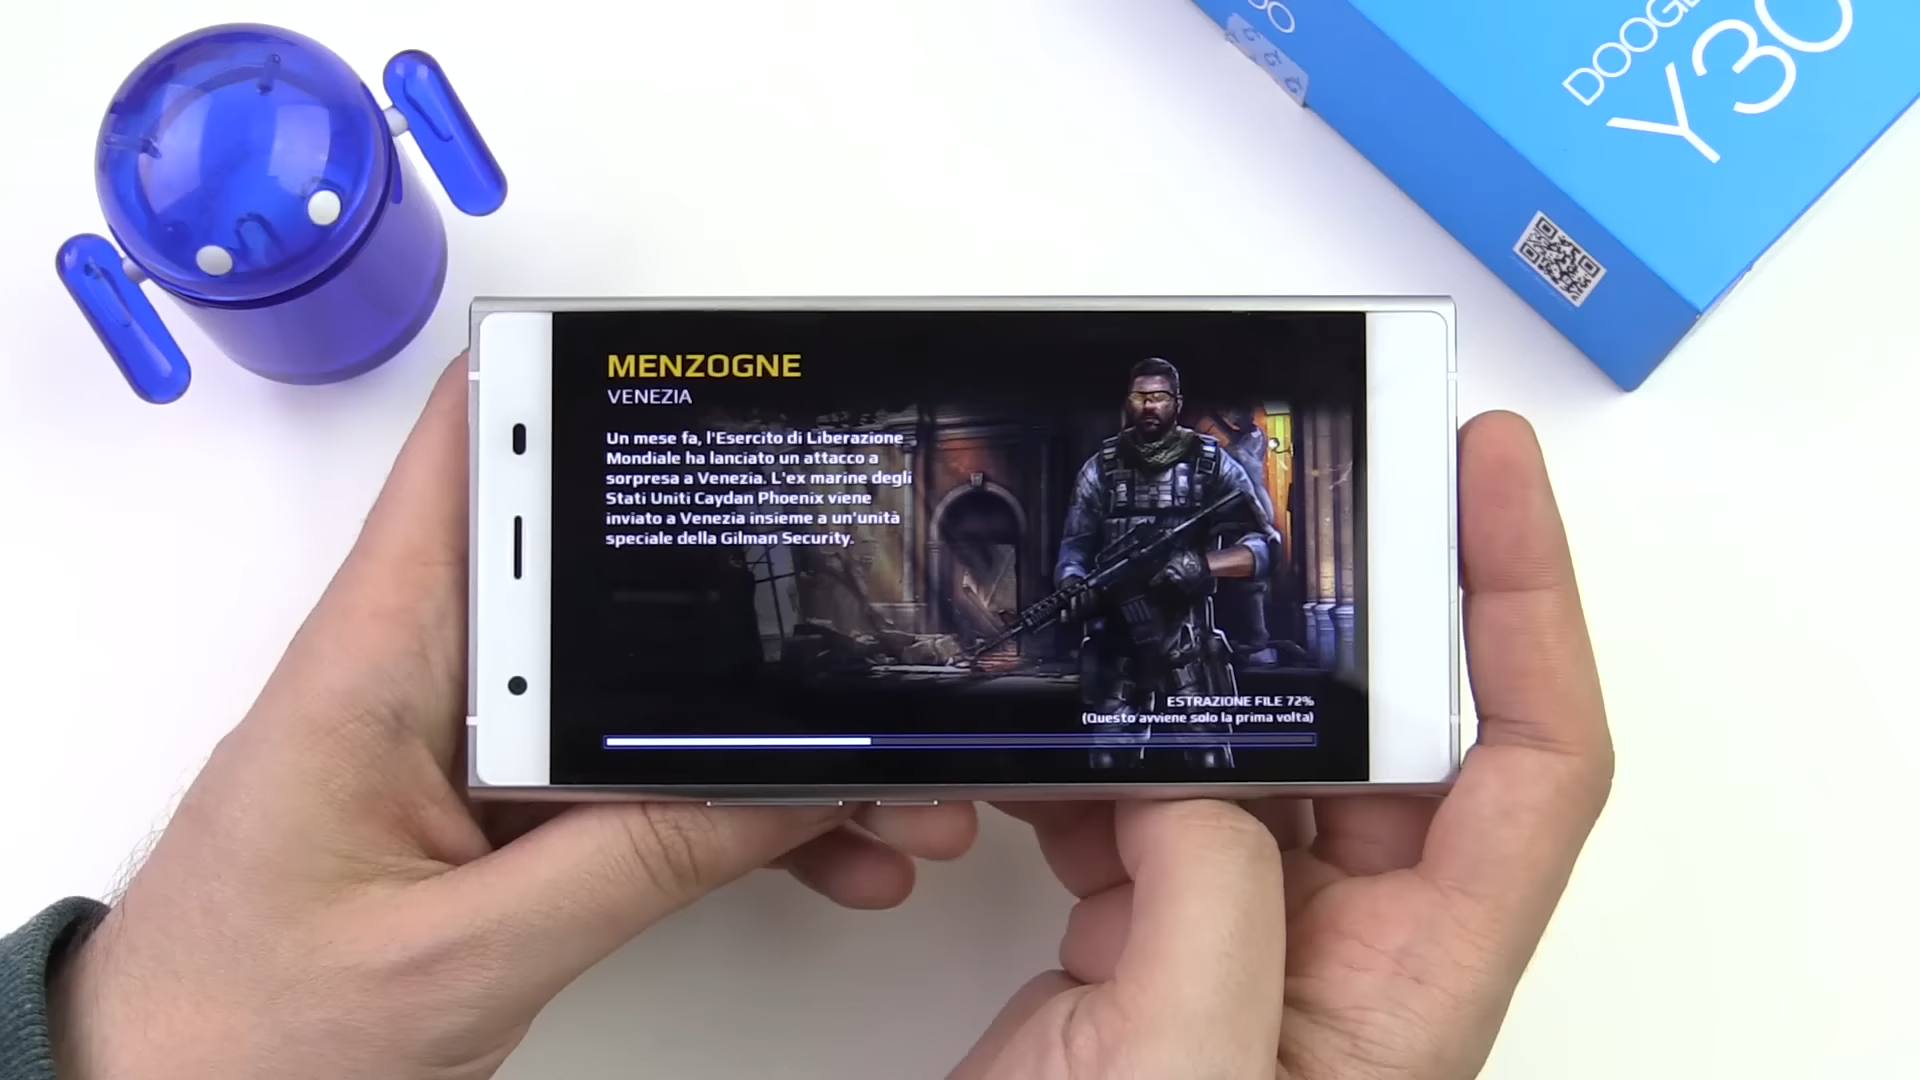 DOOG
Y30
MENZOGNE
VENEZIA
Un mese fa, l'Esercito di Liberazione
Mondiale ha lanciato un attacco a
sorpresa a Venezia. L'ex marine degli
Stati Uniti Caydan Phoenix viene
inviato a Venezia insieme a un'unità
speciale della Gilman Security.
ESTRAZIONE FILE 72%
(Questo avviene solo la prima volta)